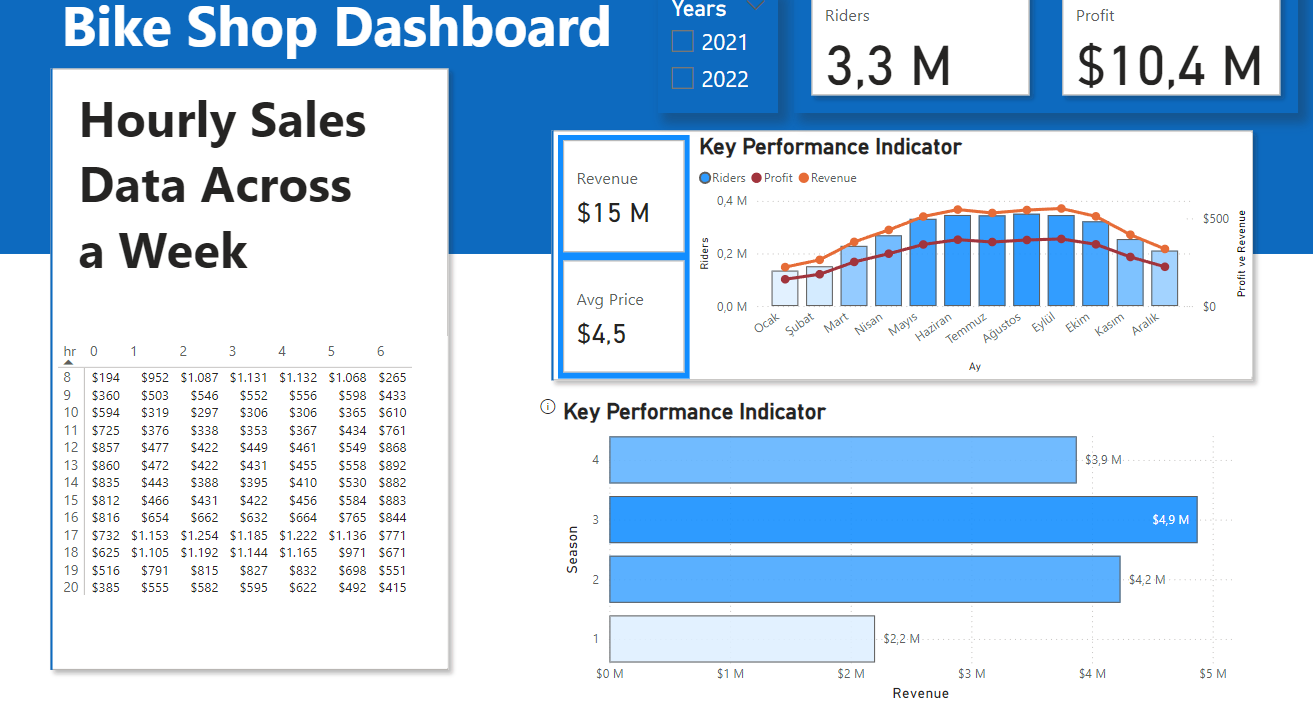 Bike Shop Dashboard
Years
2021
2022
Riders
3,3 M
Profit
$10,4 M
Hourly Sales
Data Across
a Week
hr 0 1 2 3 4 5 6
8 $194 $952 $1.087 $1.131 $1.132 $1.068 $265
9 $360 $503 $546 $552 $556 $598 $433
10 $594 $319 $297 $306 $306 $365 $610
11 $725 $376 $338 $353 $367 $434 $761
12 $857 $477 $422 $449 $461 $549 $868
13 $860 $472 $422 $431 $455 $558 $892
14 $835 $443 $388 $395 $410 $530 $882
15 $812 $466 $431 $422 $456 $584 $883
16 $816 $654 $662 $632 $664 $765 $844
17 $732 $1.153 $1.254 $1.185 $1.222 $1.136 $771
18 $625 $1.105 $1.192 $1.144 $1.165 $971 $671
19 $516 $791 $815 $827 $832 $698 $551
20 $385 $555 $582 $595 $622 $492 $415
Revenue
$15 M
Avg Price
$4,5
Key Performance Indicator
Riders Profit Revenue
0,4 M
0,2 M
0,0 M
Riders
$500
$0
Profit ve Revenue
Ocak Şubat Mart Nisan Mayıs Haziran Temmuz Ağustos Eylül Ekim Kasım Aralık
Ay
Key Performance Indicator
Season
4 $3,9 M
3 $4,9 M
2 $4,2 M
1 $2,2 M
$0 M $1 M $2 M $3 M $4 M $5 M
Revenue